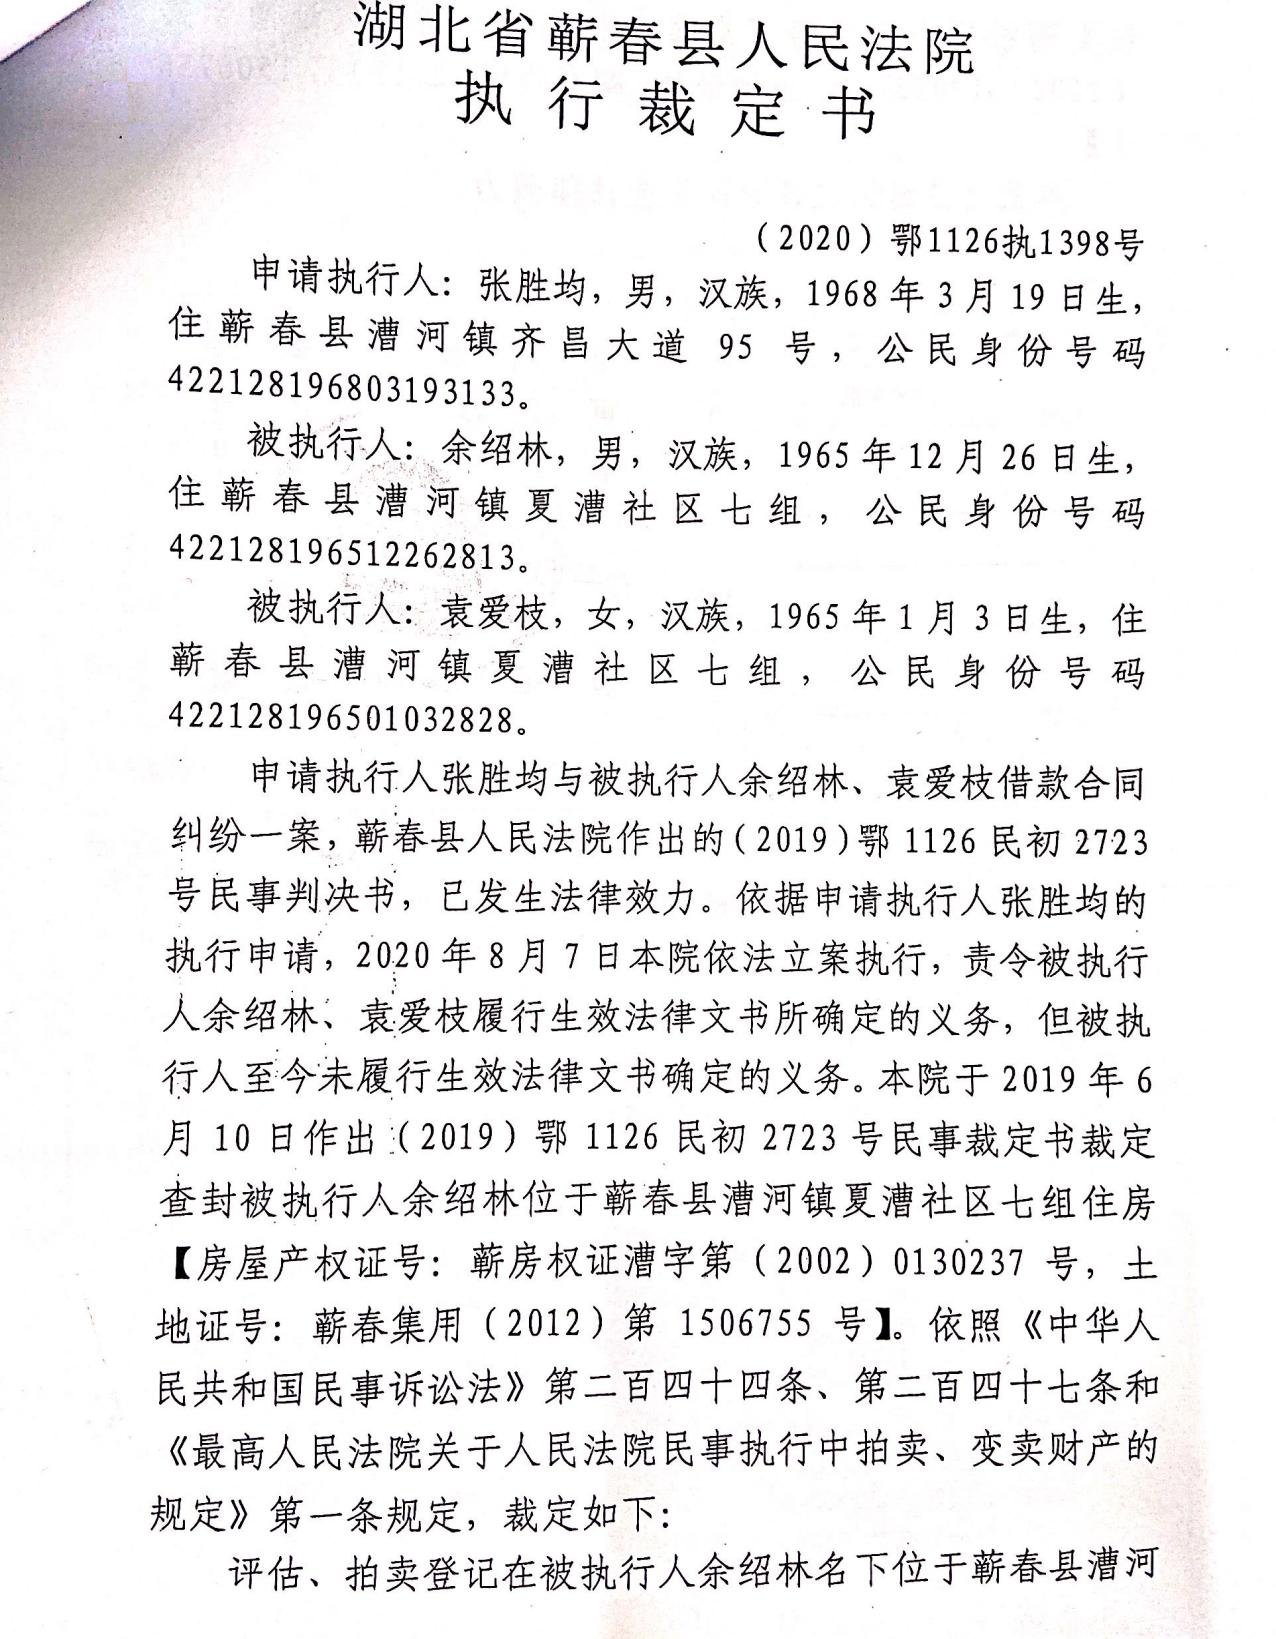 湖北省蕲春县人民法院
执行裁定书
（2020）鄂1126执1398号
申请执行人：张胜均，男，汉族，1968年3月19日生，
住蕲春县漕河镇齐昌大道 95 号，公民身份号码
422128196803193133。
被执行人：余绍林，男，汉族，1965年12月26日生，
住蕲春县漕河镇夏漕社区七组，公民身份号码
422128196512262813。
被执行人：袁爱枝，女，汉族，1965年1月3日生，住
蕲春县漕河镇夏漕社区七组，公民身份号码
422128196501032828。
申请执行人张胜均与被执行人余绍林、袁爱枝借款合同
纠纷一案，蕲春县人民法院作出的（2019）鄂1126民初2723
号民事判决书，已发生法律效力。依据申请执行人张胜均的
执行申请，2020年8月7日本院依法立案执行，责令被执行
人余绍林、袁爱枝履行生效法律文书所确定的义务，但被执
行人至今未履行生效法律文书确定的义务。本院于2019年6
月10日作出（2019）鄂1126民初2723号民事裁定书裁定
查封被执行人余绍林位于蕲春县漕河镇夏漕社区七组住房
【房屋产权证号：蕲房权证漕字第（2002）0130237号，土
地证号：蕲春集用（2012）第1506755号】。依照《中华人
民共和国民事诉讼法》第二百四十四条、第二百四十七条和
《最高人民法院关于人民法院民事执行中拍卖、变卖财产的
规定》第一条规定，裁定如下：
评估、拍卖登记在被执行人余绍林名下位于蕲春县漕河